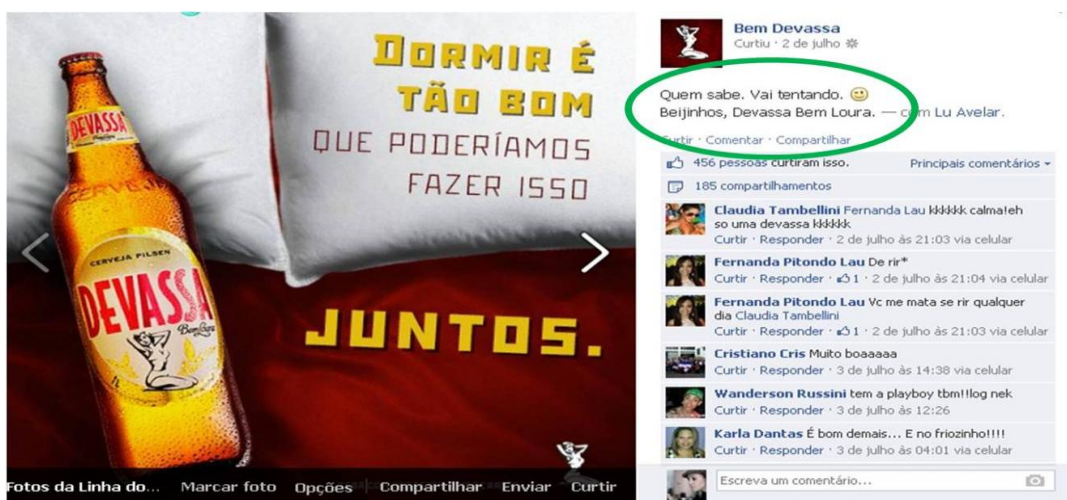 DORMIR É
TÃO BOM
QUE PODERÍAMOS
FAZER ISSO
JUNTOS.
DEVASSA
CERVEJA
CERVEJA PILSEN
DEVASSA
Bem Loura
1L
Fotos da Linha do... Marcar foto Opções Compartilhar Enviar Curtir
Bem Devassa
Curtiu · 2 de julho
Quem sabe. Vai tentando.
Beijinhos, Devassa Bem Loura. — com Lu Avelar.
Curtir · Comentar · Compartilhar
456 pessoas curtiram isso. Principais comentários
185 compartilhamentos
Claudia Tambellini Fernanda Lau kkkkkk calma!eh
so uma devassa kkkkkk
Curtir · Responder · 2 de julho às 21:03 via celular
Fernanda Pitondo Lau De rir*
Curtir · Responder · 1 · 2 de julho às 21:04 via celular
Fernanda Pitondo Lau Vc me mata se rir qualquer
dia Claudia Tambellini
Curtir · Responder · 1 · 2 de julho às 21:03 via celular
Cristiano Cris Muito boaaaaa
Curtir · Responder · 3 de julho às 14:38 via celular
Wanderson Russini tem a playboy tbm!!log nek
Curtir · Responder · 3 de julho às 12:26
Karla Dantas É bom demais... E no friozinho!!!!
Curtir · Responder · 3 de julho às 04:01 via celular
Escreva um comentário...